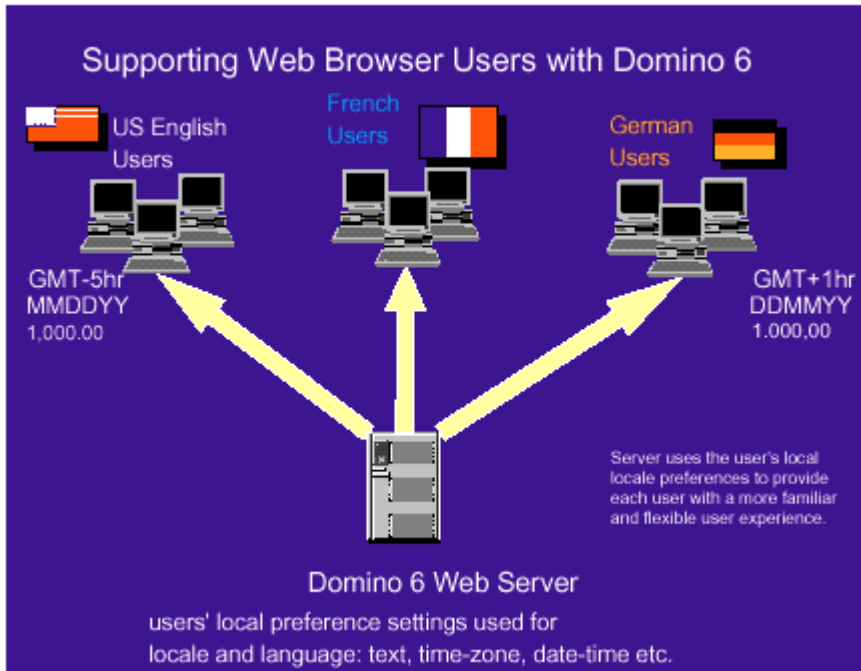 Supporting Web Browser Users with Domino 6
US English
Users
French
Users
German
Users
GMT-5hr
MMDDYY
1,000.00
GMT+1hr
DDMMYY
1.000,00
Server uses the user's local
locale preferences to provide
each user with a more familiar
and flexible user experience.
Domino 6 Web Server
users' local preference settings used for
locale and language: text, time-zone, date-time etc.